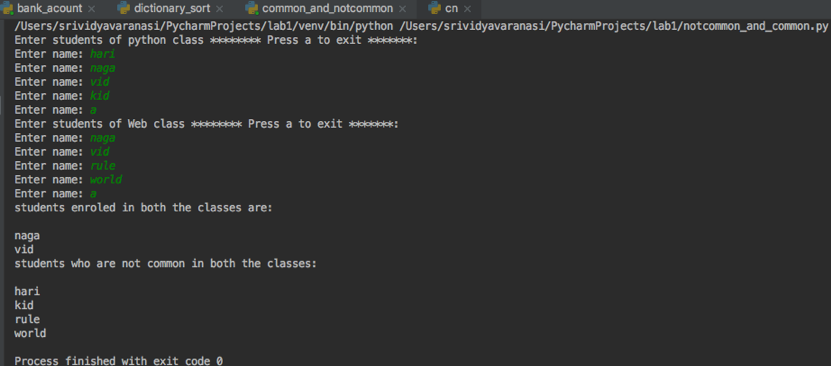 bank_acount × dictionary_sort × common_and_notcommon × cn ×
/Users/srividyavaranasi/PycharmProjects/lab1/venv/bin/python /Users/srividyavaranasi/PycharmProjects/lab1/notcommon_and_common.py
Enter students of python class ******** Press a to exit *******:
Enter name: hari
Enter name: naga
Enter name: vid
Enter name: kid
Enter name: a
Enter students of Web class ******** Press a to exit *******:
Enter name: naga
Enter name: vid
Enter name: rule
Enter name: world
Enter name: a
students enroled in both the classes are:
naga
vid
students who are not common in both the classes:
hari
kid
rule
world
Process finished with exit code 0